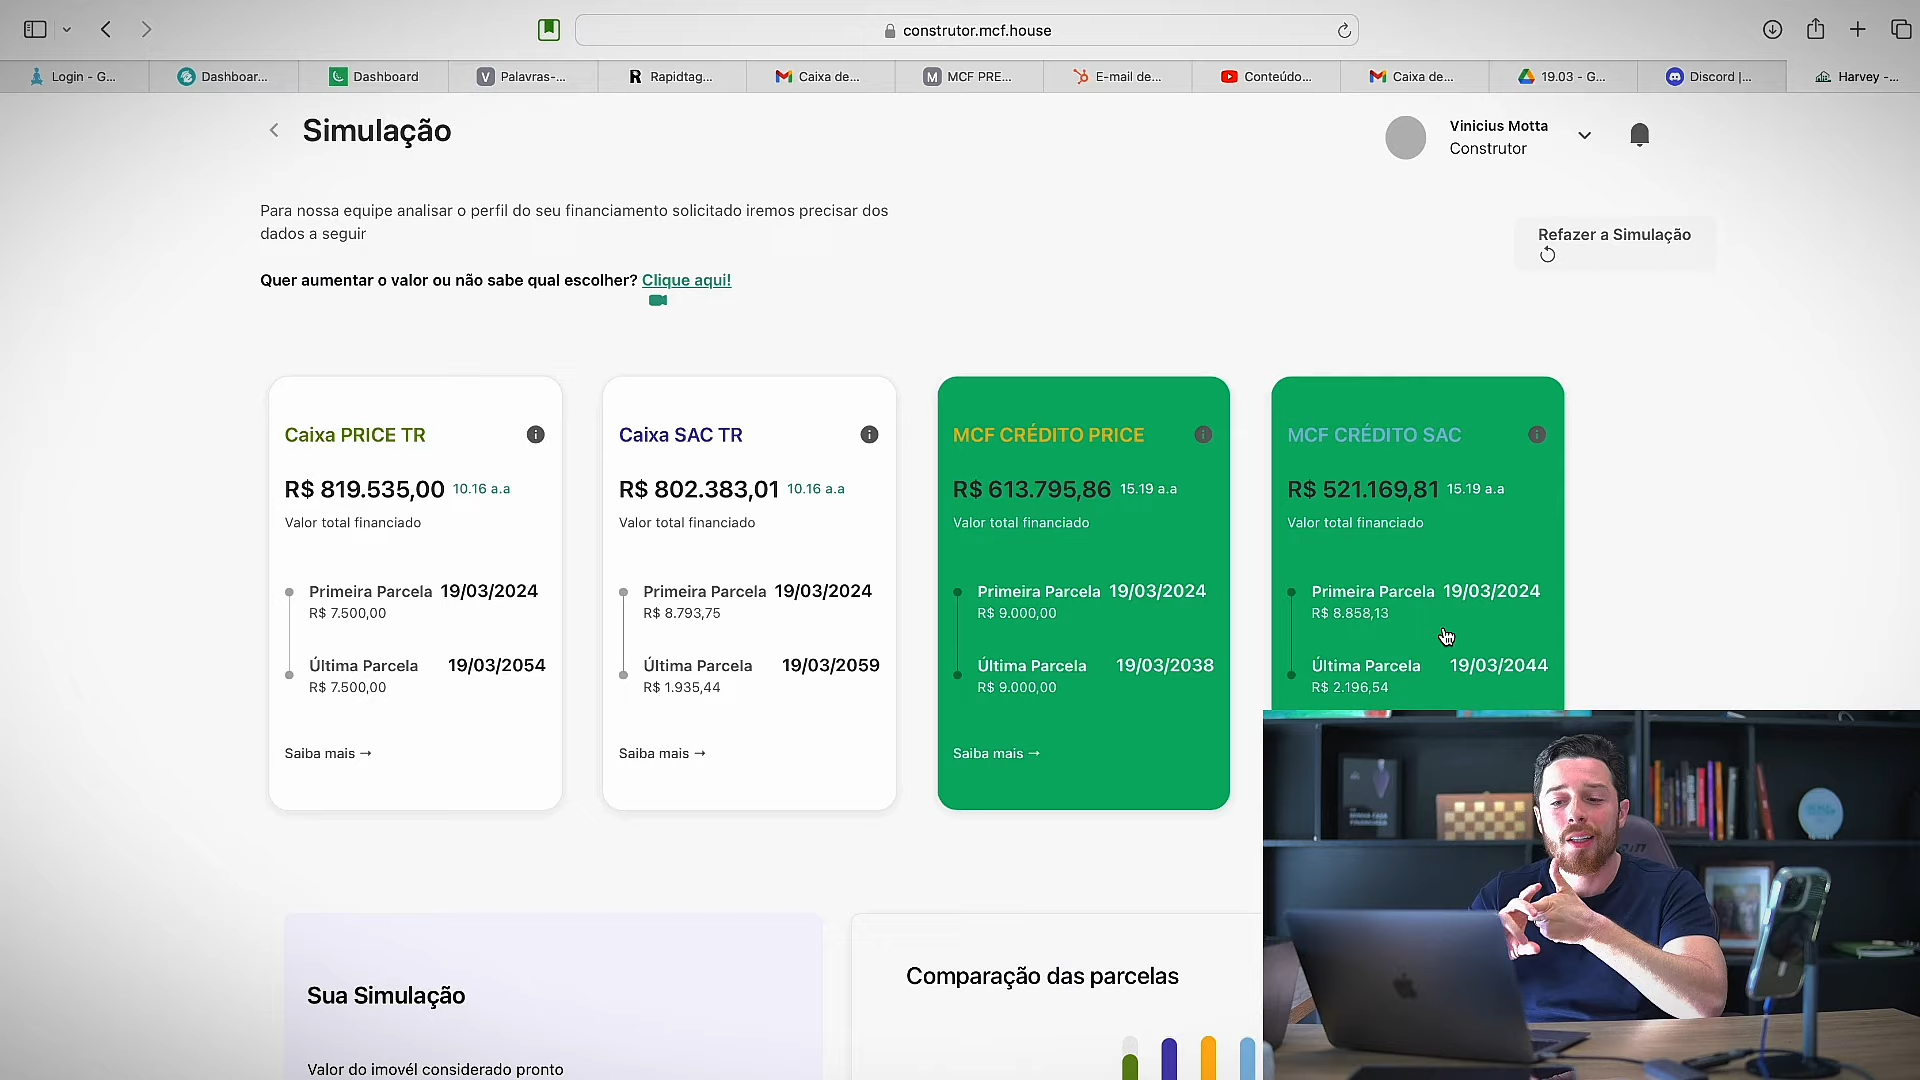 construtor.mcf.house
Login - G...
Dashboar...
Dashboard
Palavras-...
Rapidtag...
Caixa de...
MCF PRE...
E-mail de...
Conteúdo...
Caixa de...
19.03 - G...
Discord |...
Harvey -...
Simulação
Vinicius Motta
Construtor
Para nossa equipe analisar o perfil do seu financiamento solicitado iremos precisar dos
dados a seguir
Refazer a Simulação
Quer aumentar o valor ou não sabe qual escolher? Clique aqui!
Caixa PRICE TR
R$ 819.535,00 10.16 a.a
Valor total financiado
Primeira Parcela 19/03/2024
R$ 7.500,00
Última Parcela 19/03/2054
R$ 7.500,00
Saiba mais →
Caixa SAC TR
R$ 802.383,01 10.16 a.a
Valor total financiado
Primeira Parcela 19/03/2024
R$ 8.793,75
Última Parcela 19/03/2059
R$ 1.935,44
Saiba mais →
MCF CRÉDITO PRICE
R$ 613.795,86 15.19 a.a
Valor total financiado
Primeira Parcela 19/03/2024
R$ 9.000,00
Última Parcela 19/03/2038
R$ 9.000,00
Saiba mais →
MCF CRÉDITO SAC
R$ 521.169,81 15.19 a.a
Valor total financiado
Primeira Parcela 19/03/2024
R$ 8.858,13
Última Parcela 19/03/2044
R$ 2.196,54
Sua Simulação
Valor do imovél considerado pronto
Comparação das parcelas